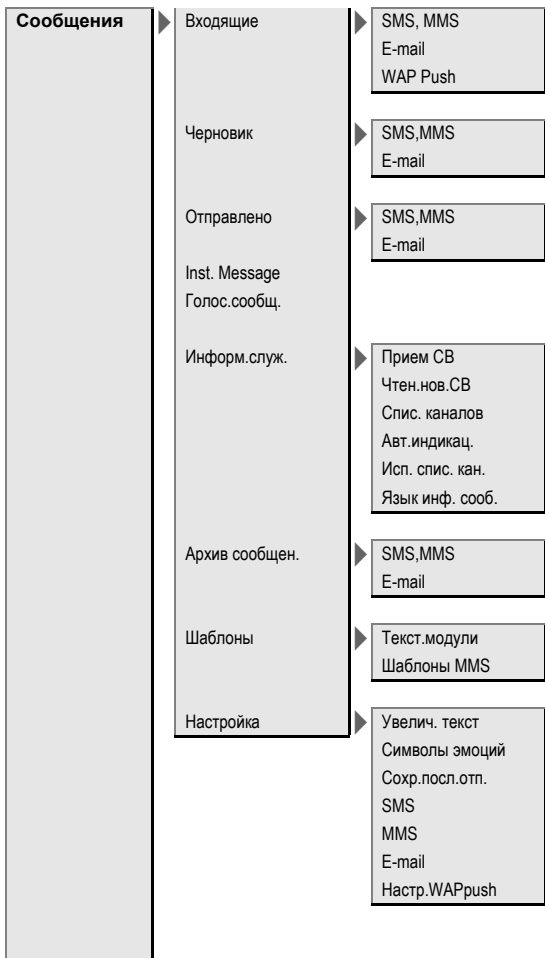 Сообщения
Входящие
SMS, MMS
E-mail
WAP Push
Черновик
SMS,MMS
E-mail
Отправлено
SMS,MMS
E-mail
Inst. Message
Голос.сообщ.
Информ.служ.
Прием СВ
Чтен.нов.СВ
Спис. каналов
Авт.индикац.
Исп. спис. кан.
Язык инф. сооб.
Архив сообщен.
SMS,MMS
E-mail
Шаблоны
Текст.модули
Шаблоны MMS
Настройка
Увелич. текст
Символы эмоций
Сохр.посл.отп.
SMS
MMS
E-mail
Настр.WAPpush